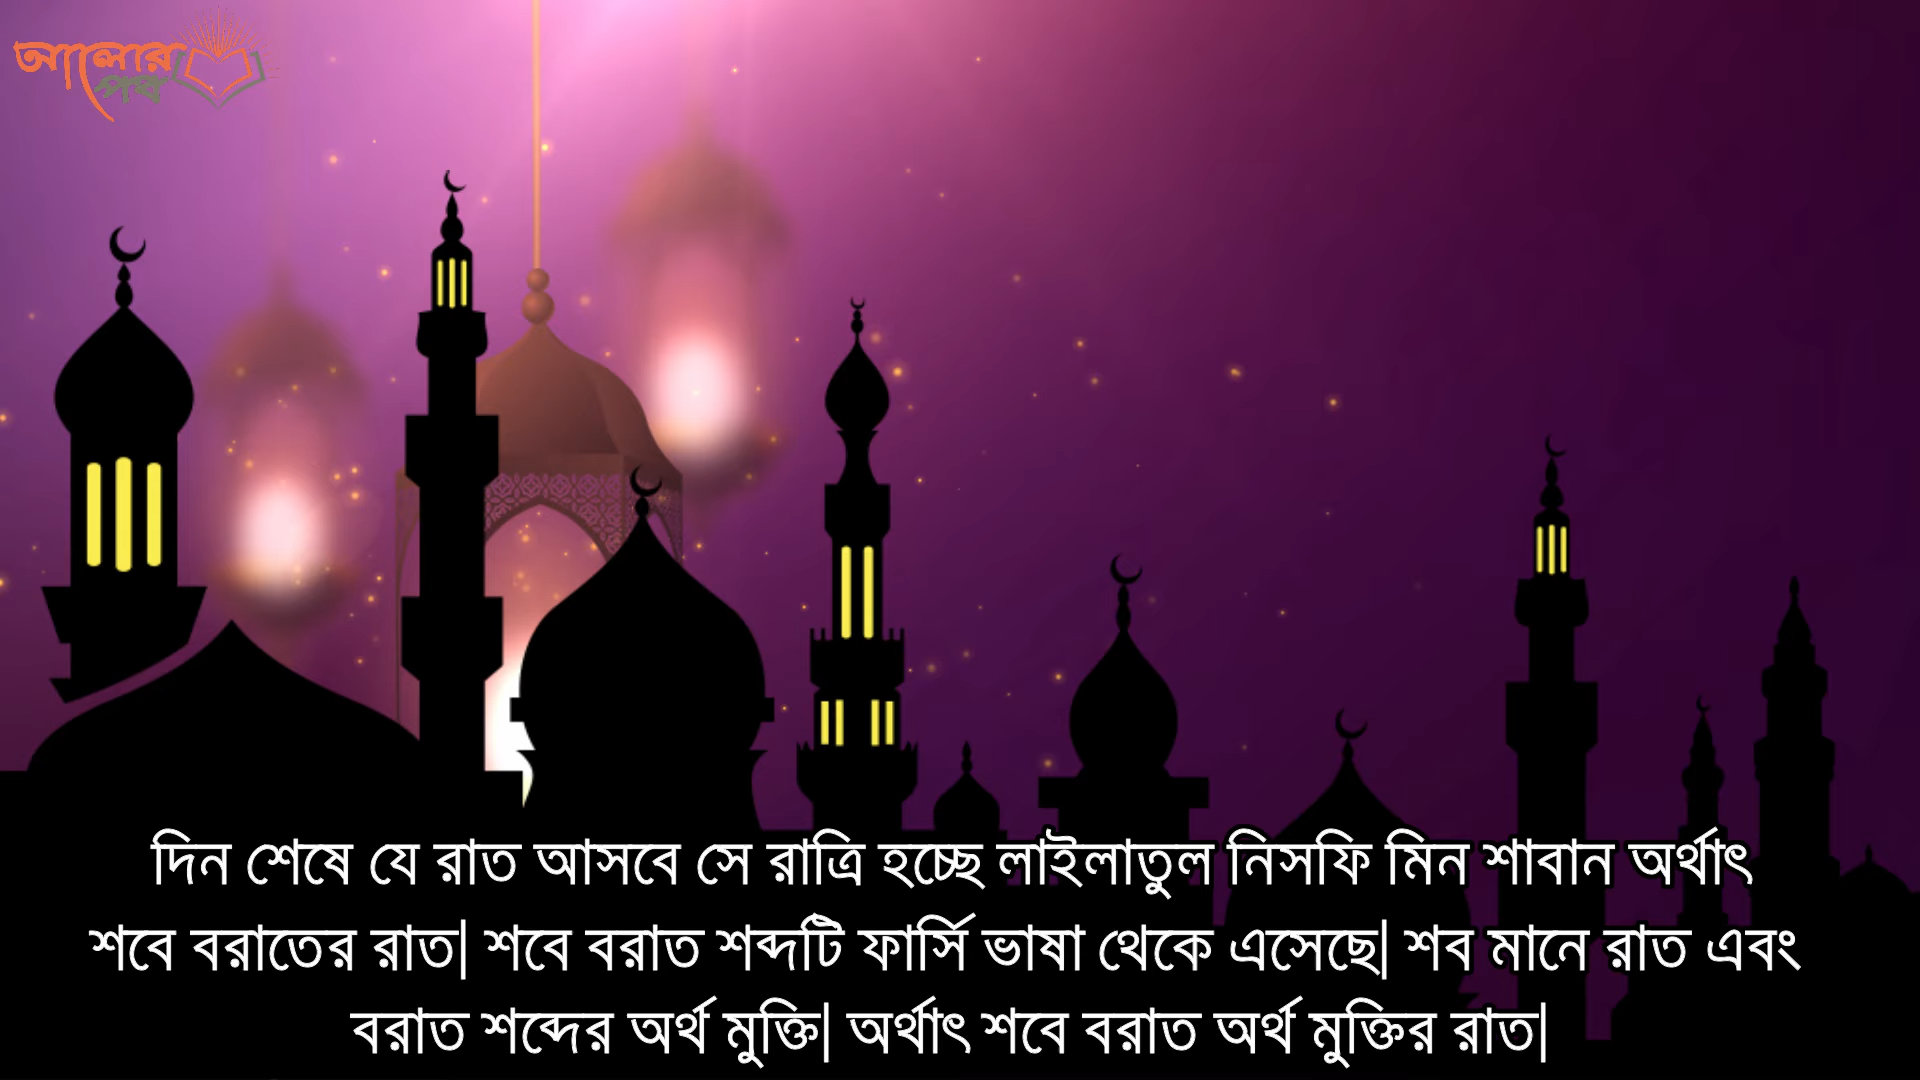 আলোর
পথ
দিন শেষে যে রাত আসবে সে রাত্রি হচ্ছে লাইলাতুল নিসফি মিন শাবান অর্থাৎ
শবে বরাতের রাত| শবে বরাত শব্দটি ফার্সি ভাষা থেকে এসেছে| শব মানে রাত এবং
বরাত শব্দের অর্থ মুক্তি| অর্থাৎ শবে বরাত অর্থ মুক্তির রাত|